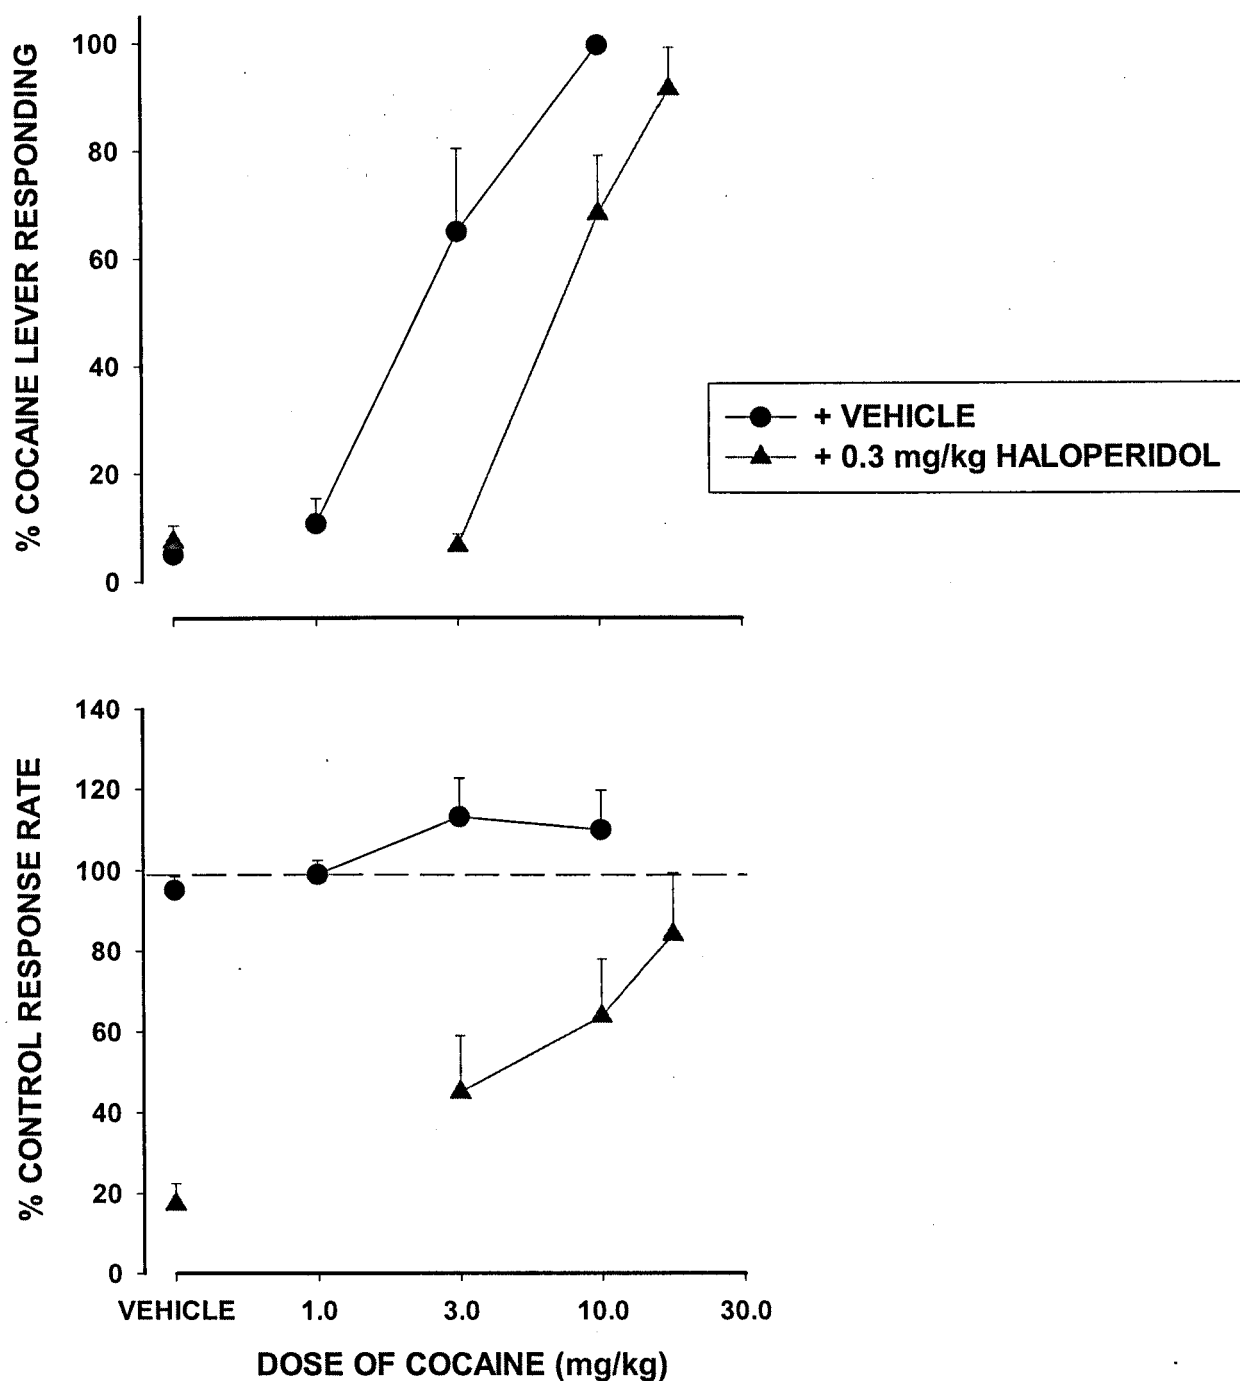 % COCAINE LEVER RESPONDING
100
80
60
40
20
0
+ VEHICLE
+ 0.3 mg/kg HALOPERIDOL
% CONTROL RESPONSE RATE
140
120
100
80
60
40
20
0
VEHICLE 1.0 3.0 10.0 30.0
DOSE OF COCAINE (mg/kg)